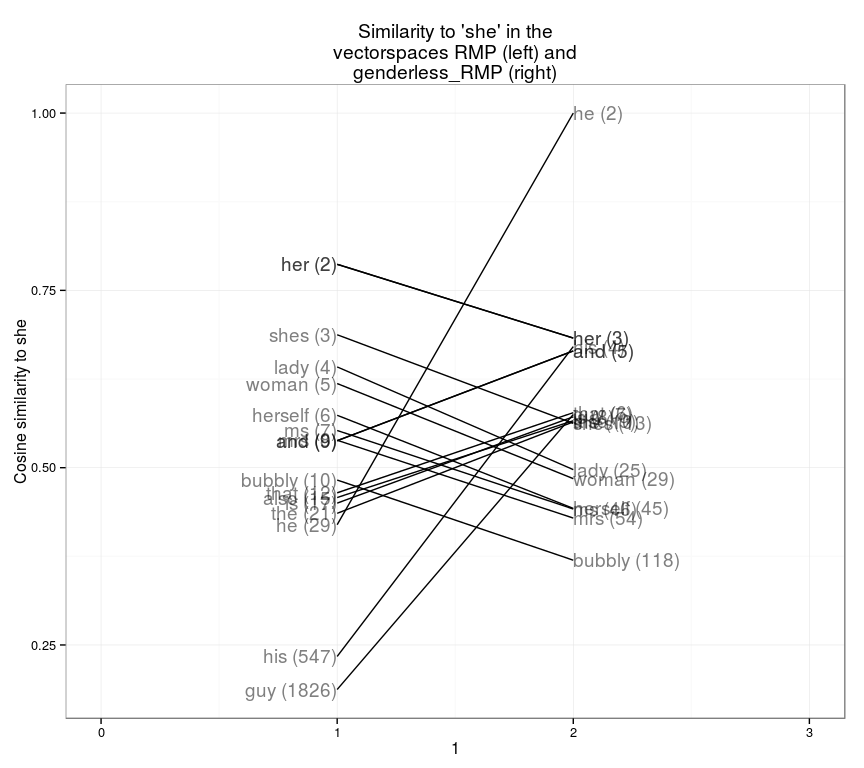 Similarity to 'she' in the
vectorspaces RMP (left) and
genderless_RMP (right)
1.00
he (2)
her (2)
0.75
shes (3)
her (3)
and (5)
lady (4)
woman (5)
herself (6)
ms (7)
and (9)
0.50
lady (25)
woman (29)
bubbly (10)
the (21)
he (29)
herself (45)
mrs (54)
bubbly (118)
0.25
his (547)
guy (1826)
0
1
2
3
1
Cosine similarity to she